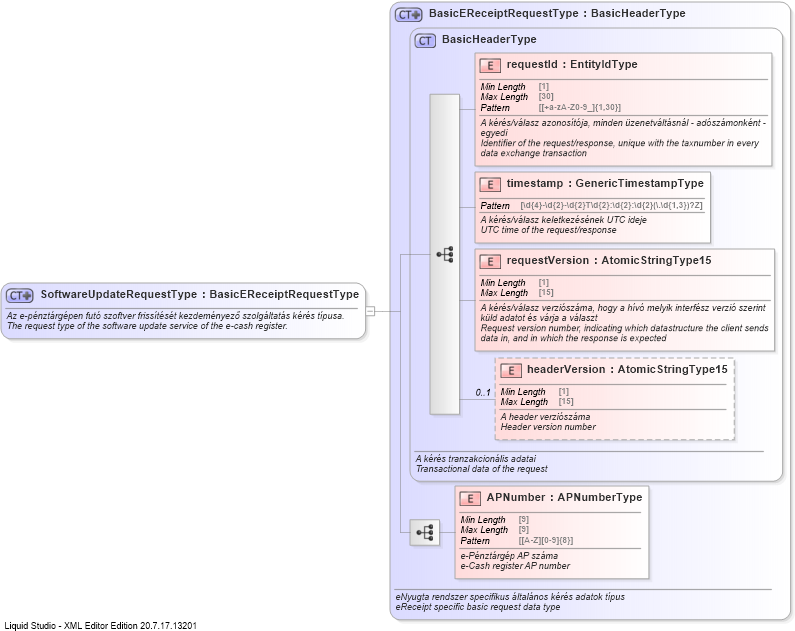 CT BasicEReceiptRequestType : BasicHeaderType
CT BasicHeaderType
E requestId : EntityIdType
Min Length [1]
Max Length [30]
Pattern [[+a-zA-Z0-9_]{1,30}]
A kérés/válasz azonosítója, minden üzenetváltásnál - adószámonként -
egyedi
Identifier of the request/response, unique with the taxnumber in every
data exchange transaction
E timestamp : GenericTimestampType
Pattern [\d{4}-\d{2}-\d{2}T\d{2}:\d{2}:\d{2}(\.\d{1,3})?Z]
A kérés/válasz keletkezésének UTC ideje
UTC time of the request/response
E requestVersion : AtomicStringType15
Min Length [1]
Max Length [15]
A kérés/válasz verziószáma, hogy a hívó melyik interfész verzió szerint
küld adatot és várja a választ
Request version number, indicating which datastructure the client sends
data in, and in which the response is expected
CT SoftwareUpdateRequestType : BasicEReceiptRequestType
Az e-pénztárgépen futó szoftver frissítését kezdeményező szolgáltatás kérés típusa.
The request type of the software update service of the e-cash register.
0..1
E headerVersion : AtomicStringType15
Min Length [1]
Max Length [15]
A header verziószáma
Header version number
A kérés tranzakcionális adatai
Transactional data of the request
E APNumber : APNumberType
Min Length [9]
Max Length [9]
Pattern [[A-Z][0-9]{8}]
e-Pénztárgép AP száma
e-Cash register AP number
eNyugta rendszer specifikus általános kérés adatok típus
eReceipt specific basic request data type
Liquid Studio - XML Editor Edition 20.7.17.13201